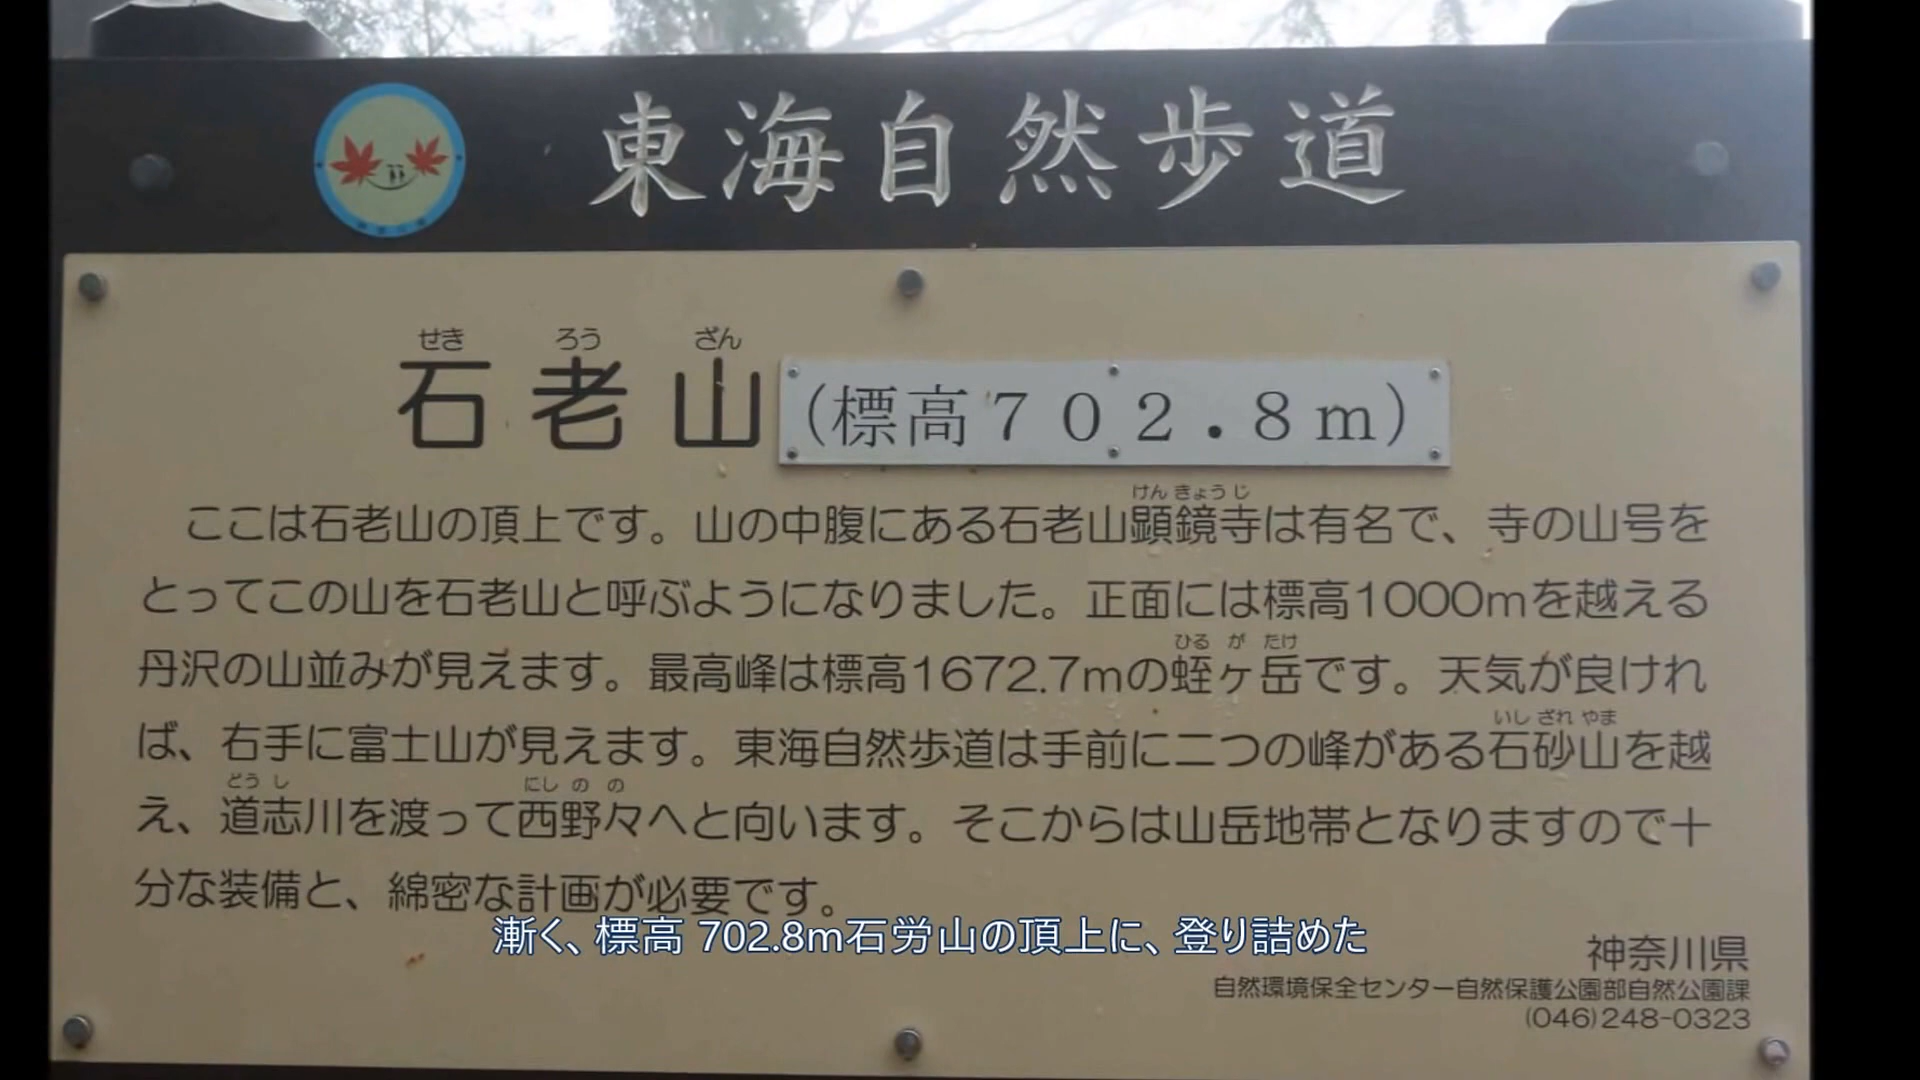 東海自然歩道
せき ろう ざん
石老山(標高702.8m)
けんきょうじ
ここは石老山の頂上です。山の中腹にある石老山顕鏡寺は有名で、寺の山号を
とってこの山を石老山と呼ぶようになりました。正面には標高1000mを越える
ひる が たけ
丹沢の山並みが見えます。最高峰は標高1672.7mの蛭ヶ岳です。天気が良けれ
いし ざれ やま
ば、右手に富士山が見えます。東海自然歩道は手前に二つの峰がある石砂山を越
どう し にし の の
え、道志川を渡って西野々へと向います。そこからは山岳地帯となりますので十
分な装備と、綿密な計画が必要です。
漸く、標高 702.8m石労山の頂上に、登り詰めた
神奈川県
自然環境保全センター自然保護公園部自然公園課
(046)248-0323